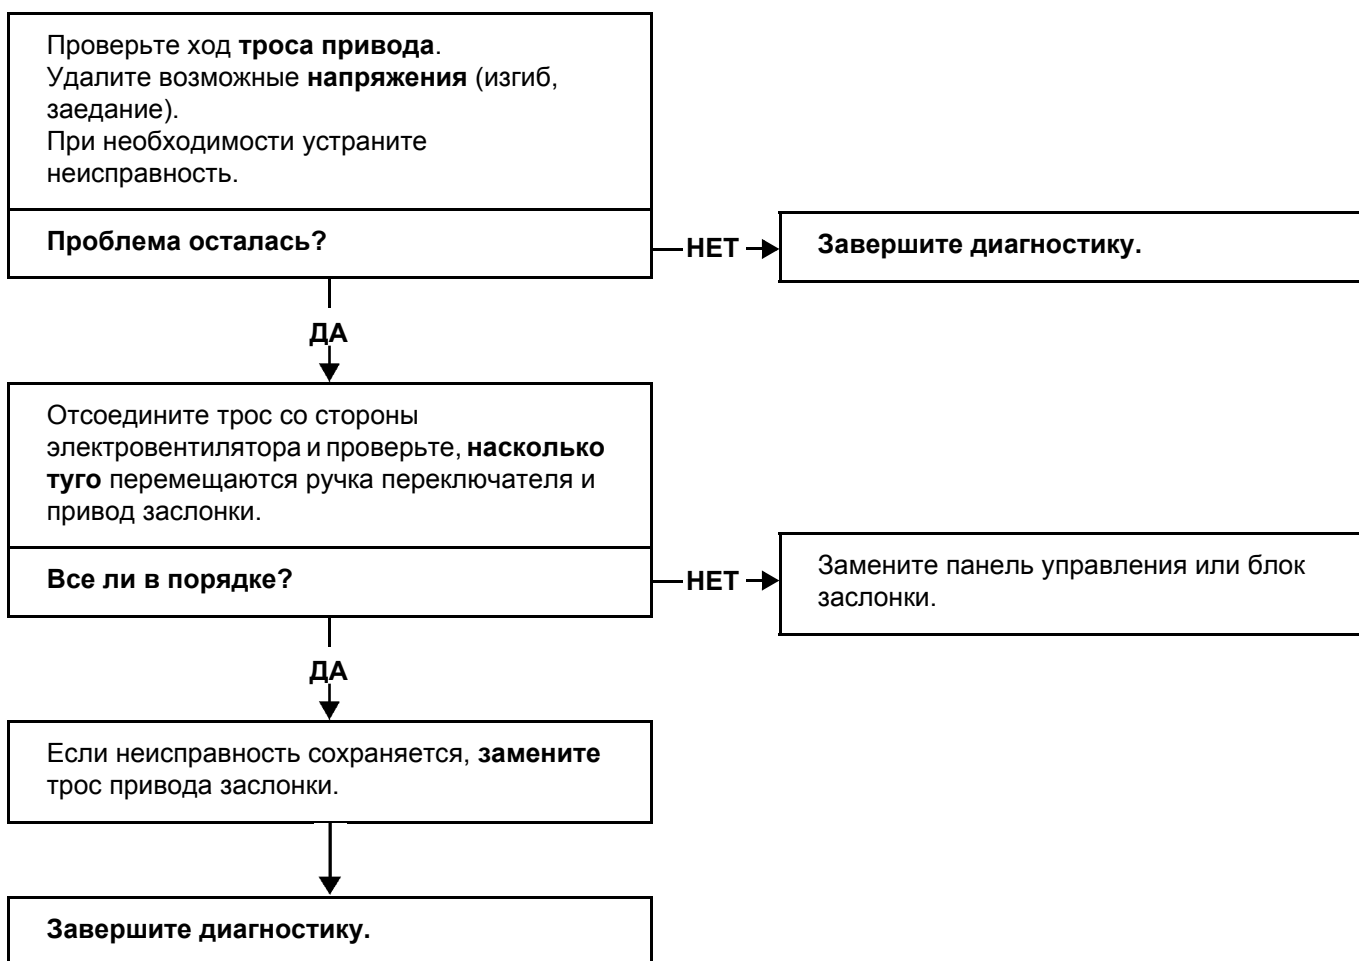 Проверьте ход троса привода.
Удалите возможные напряжения (изгиб,
заедание).
При необходимости устраните
неисправность.
Проблема осталась?
НЕТ
Завершите диагностику.
ДА
Отсоедините трос со стороны
электровентилятора и проверьте, насколько
туго перемещаются ручка переключателя и
привод заслонки.
Все ли в порядке?
НЕТ
Замените панель управления или блок
заслонки.
ДА
Если неисправность сохраняется, замените
трос привода заслонки.
Завершите диагностику.